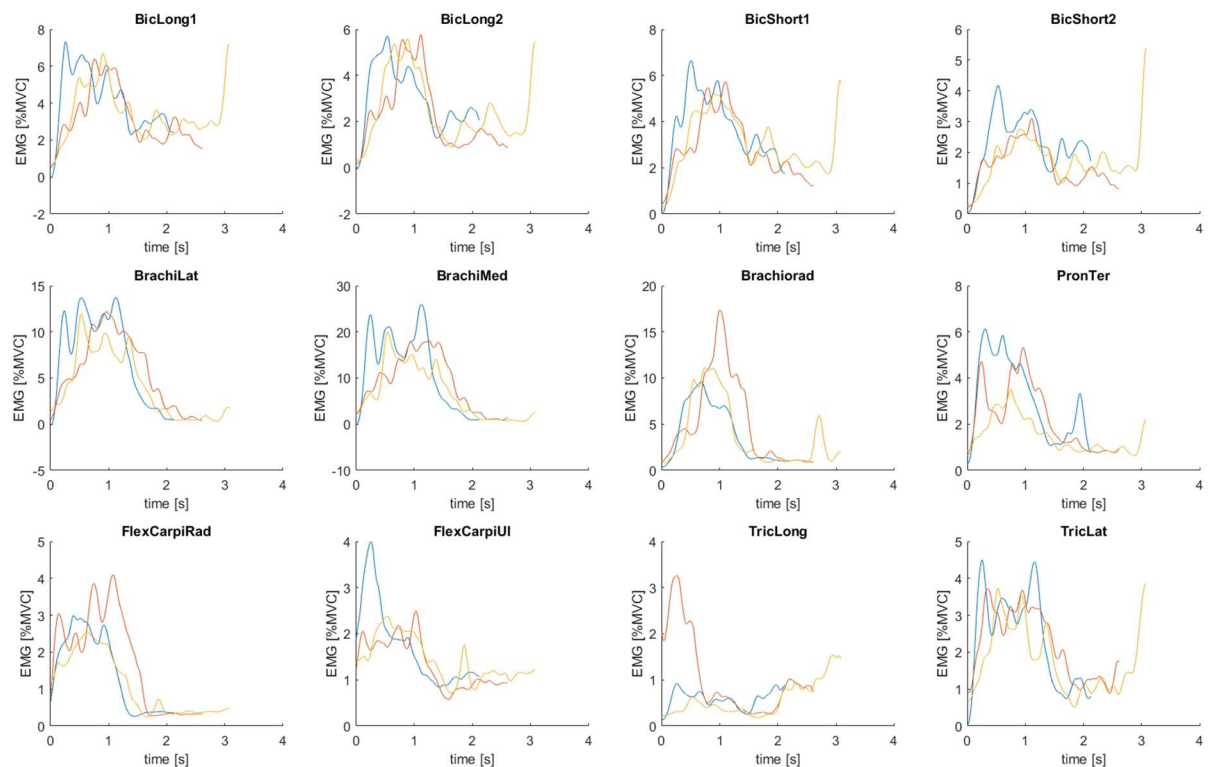 BicLong1
8
6
4
2
0
-2
EMG [%MVC]
0 1 2 3 4
time [s]
BicLong2
6
4
2
0
-2
EMG [%MVC]
0 1 2 3 4
time [s]
BicShort1
8
6
4
2
0
EMG [%MVC]
0 1 2 3 4
time [s]
BicShort2
6
5
4
3
2
1
0
EMG [%MVC]
0 1 2 3 4
time [s]
BrachiLat
15
10
5
0
-5
EMG [%MVC]
0 1 2 3 4
time [s]
BrachiMed
30
20
10
0
-10
EMG [%MVC]
0 1 2 3 4
time [s]
Brachiorad
20
15
10
5
0
EMG [%MVC]
0 1 2 3 4
time [s]
PronTer
8
6
4
2
0
EMG [%MVC]
0 1 2 3 4
time [s]
FlexCarpiRad
5
4
3
2
1
0
EMG [%MVC]
0 1 2 3 4
time [s]
FlexCarpiUl
4
3
2
1
0
EMG [%MVC]
0 1 2 3 4
time [s]
TricLong
4
3
2
1
0
EMG [%MVC]
0 1 2 3 4
time [s]
TricLat
5
4
3
2
1
0
EMG [%MVC]
0 1 2 3 4
time [s]